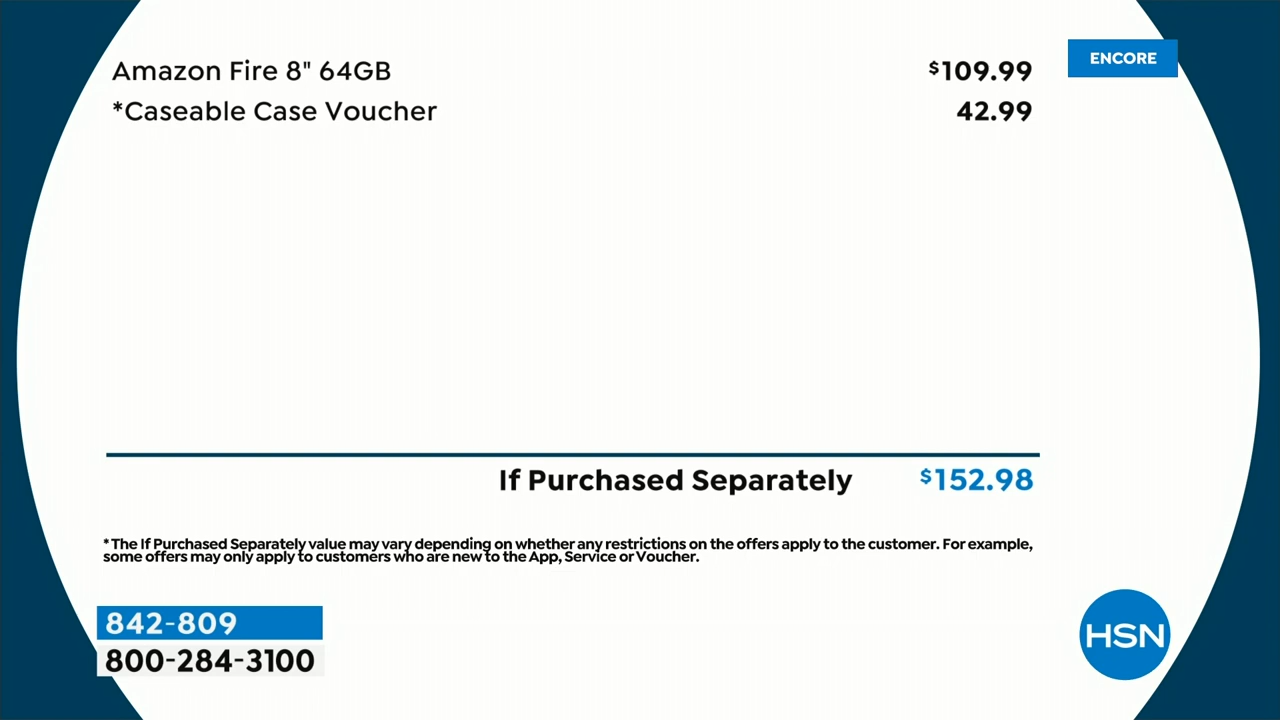 Amazon Fire 8" 64GB $109.99
ENCORE
*Caseable Case Voucher 42.99
If Purchased Separately $152.98
*The If Purchased Separately value may vary depending on whether any restrictions on the offers apply to the customer. For example,
some offers may only apply to customers who are new to the App, Service or Voucher.
842-809
800-284-3100
HSN